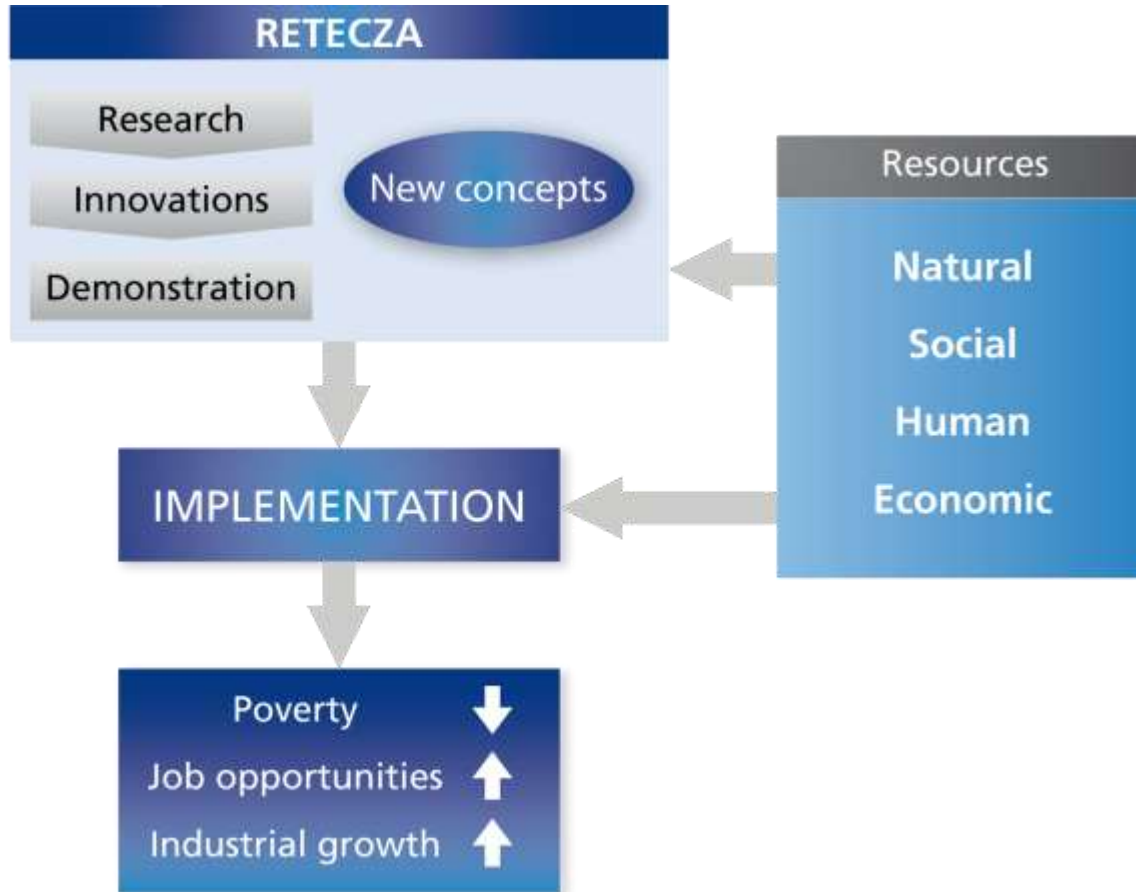 RETECZA
Research
Innovations
Demonstration
New concepts
Resources
Natural
Social
Human
Economic
IMPLEMENTATION
Poverty
Job opportunities
Industrial growth